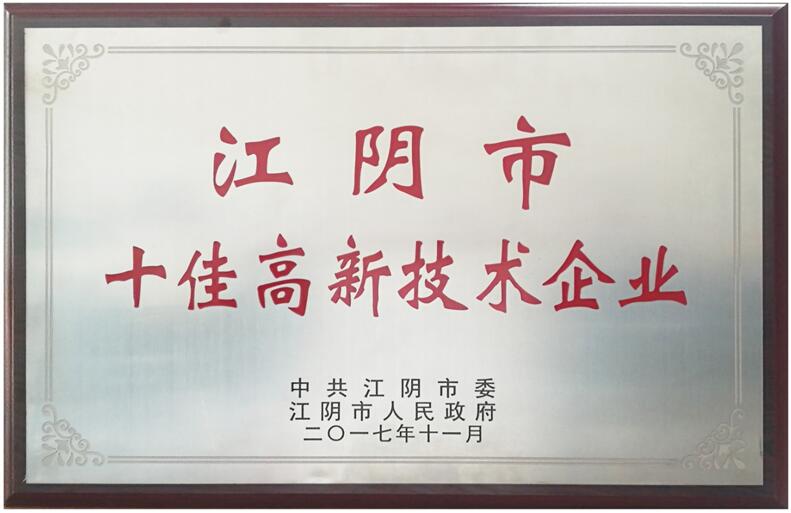 江阴市
十佳高新技术企业
中共江阴市委
江阴市人民政府
二〇一七年十一月